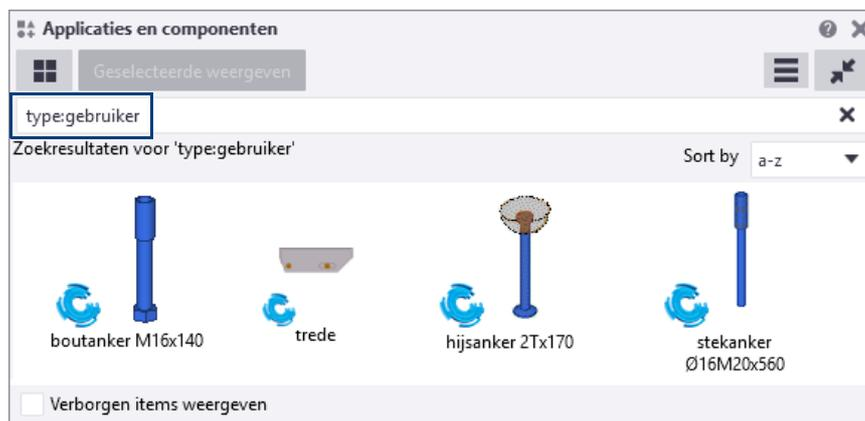 Applicaties en componenten
Geselecteerde weergeven
type:gebruiker
Zoekresultaten voor 'type:gebruiker'
Sort by a-z
boutanker M16x140
trede
hijsanker 2Tx170
stekanker
Ø16M20x560
Verborgen items weergeven